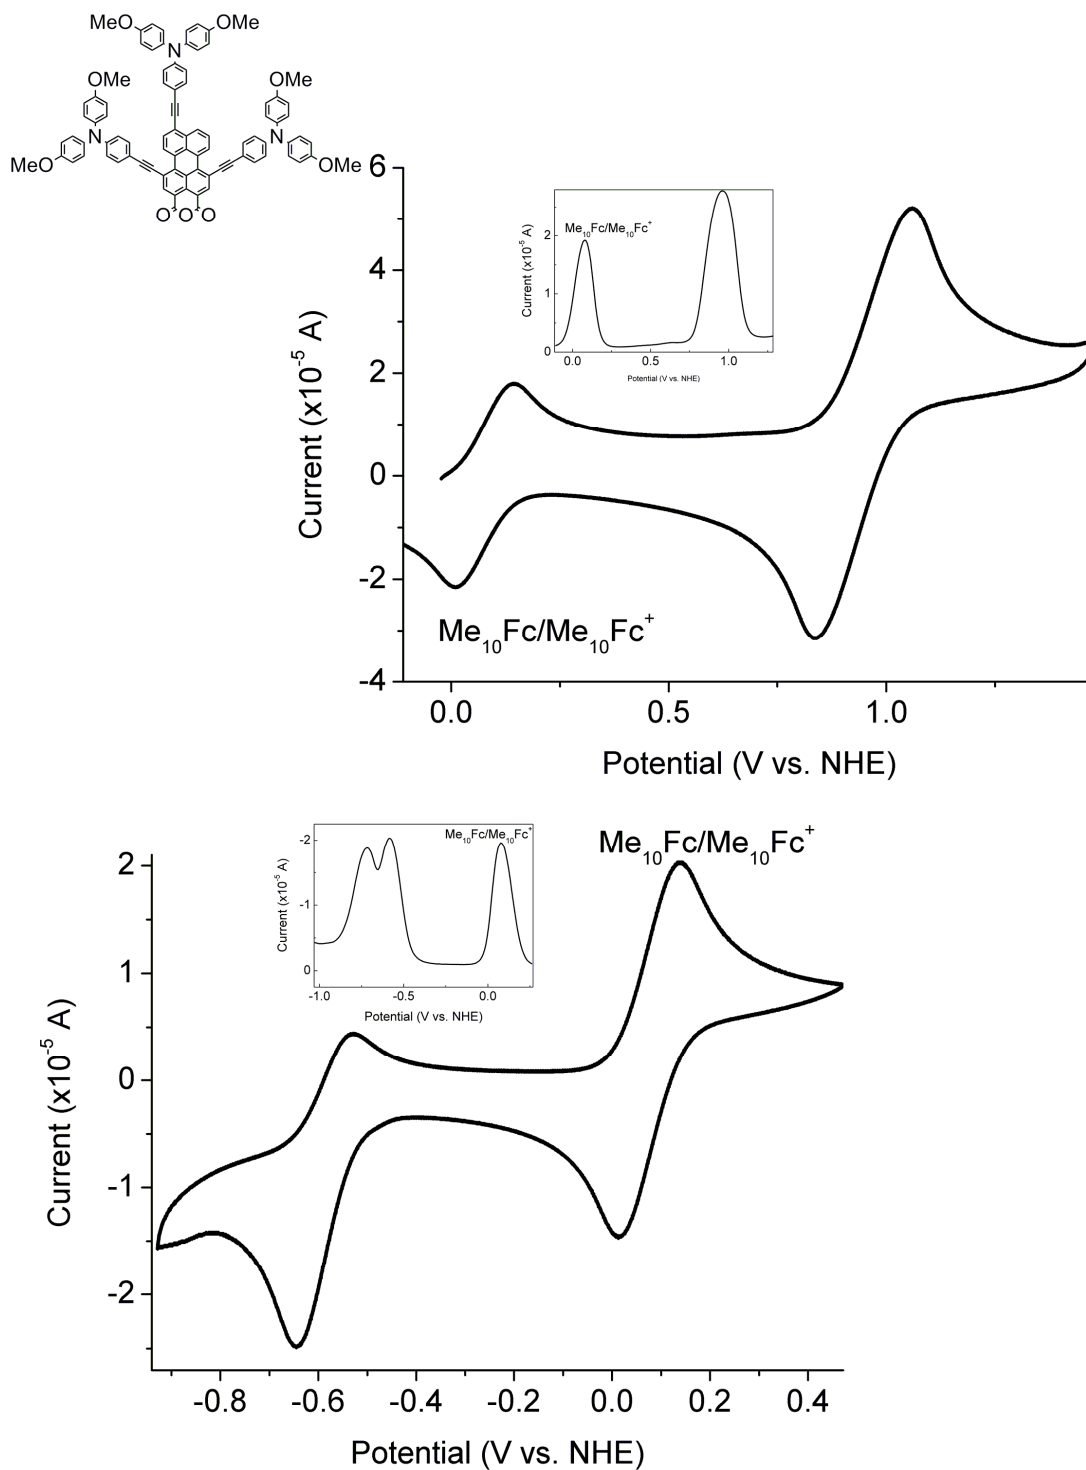 MeO OMe
N
OMe OMe
N N
MeO OMe
O O O
6
4
2
0
-2
-4
Current (x10⁻⁵ A)
Me₁₀Fc/Me₁₀Fc⁺
2
1
0
Current (x10⁻⁵ A)
0.0 0.5 1.0
Potential (V vs. NHE)
Me₁₀Fc/Me₁₀Fc⁺
0.0 0.5 1.0
Potential (V vs. NHE)
Me₁₀Fc/Me₁₀Fc⁺
Me₁₀Fc/Me₁₀Fc⁺
-2
-1
0
Current (x10⁻⁵ A)
-1.0 -0.5 0.0
Potential (V vs. NHE)
2
1
0
-1
-2
Current (x10⁻⁵ A)
-0.8 -0.6 -0.4 -0.2 0.0 0.2 0.4
Potential (V vs. NHE)